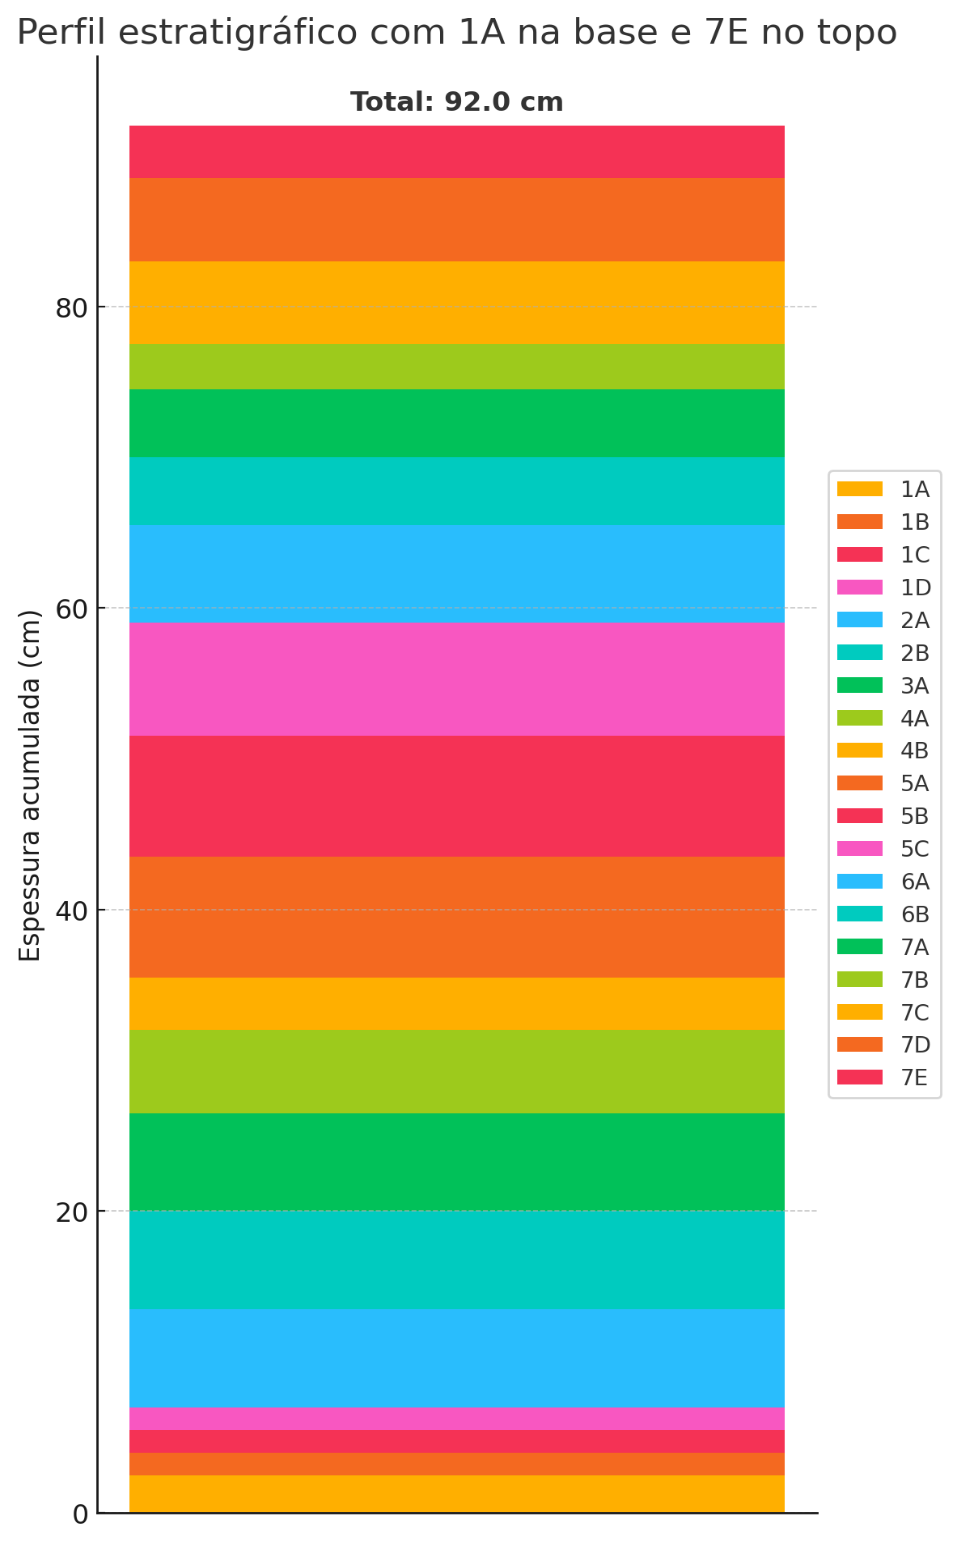 Perfil estratigráfico com 1A na base e 7E no topo
Total: 92.0 cm
80
60
40
20
0
Espessura acumulada (cm)
1A
1B
1C
1D
2A
2B
3A
4A
4B
5A
5B
5C
6A
6B
7A
7B
7C
7D
7E